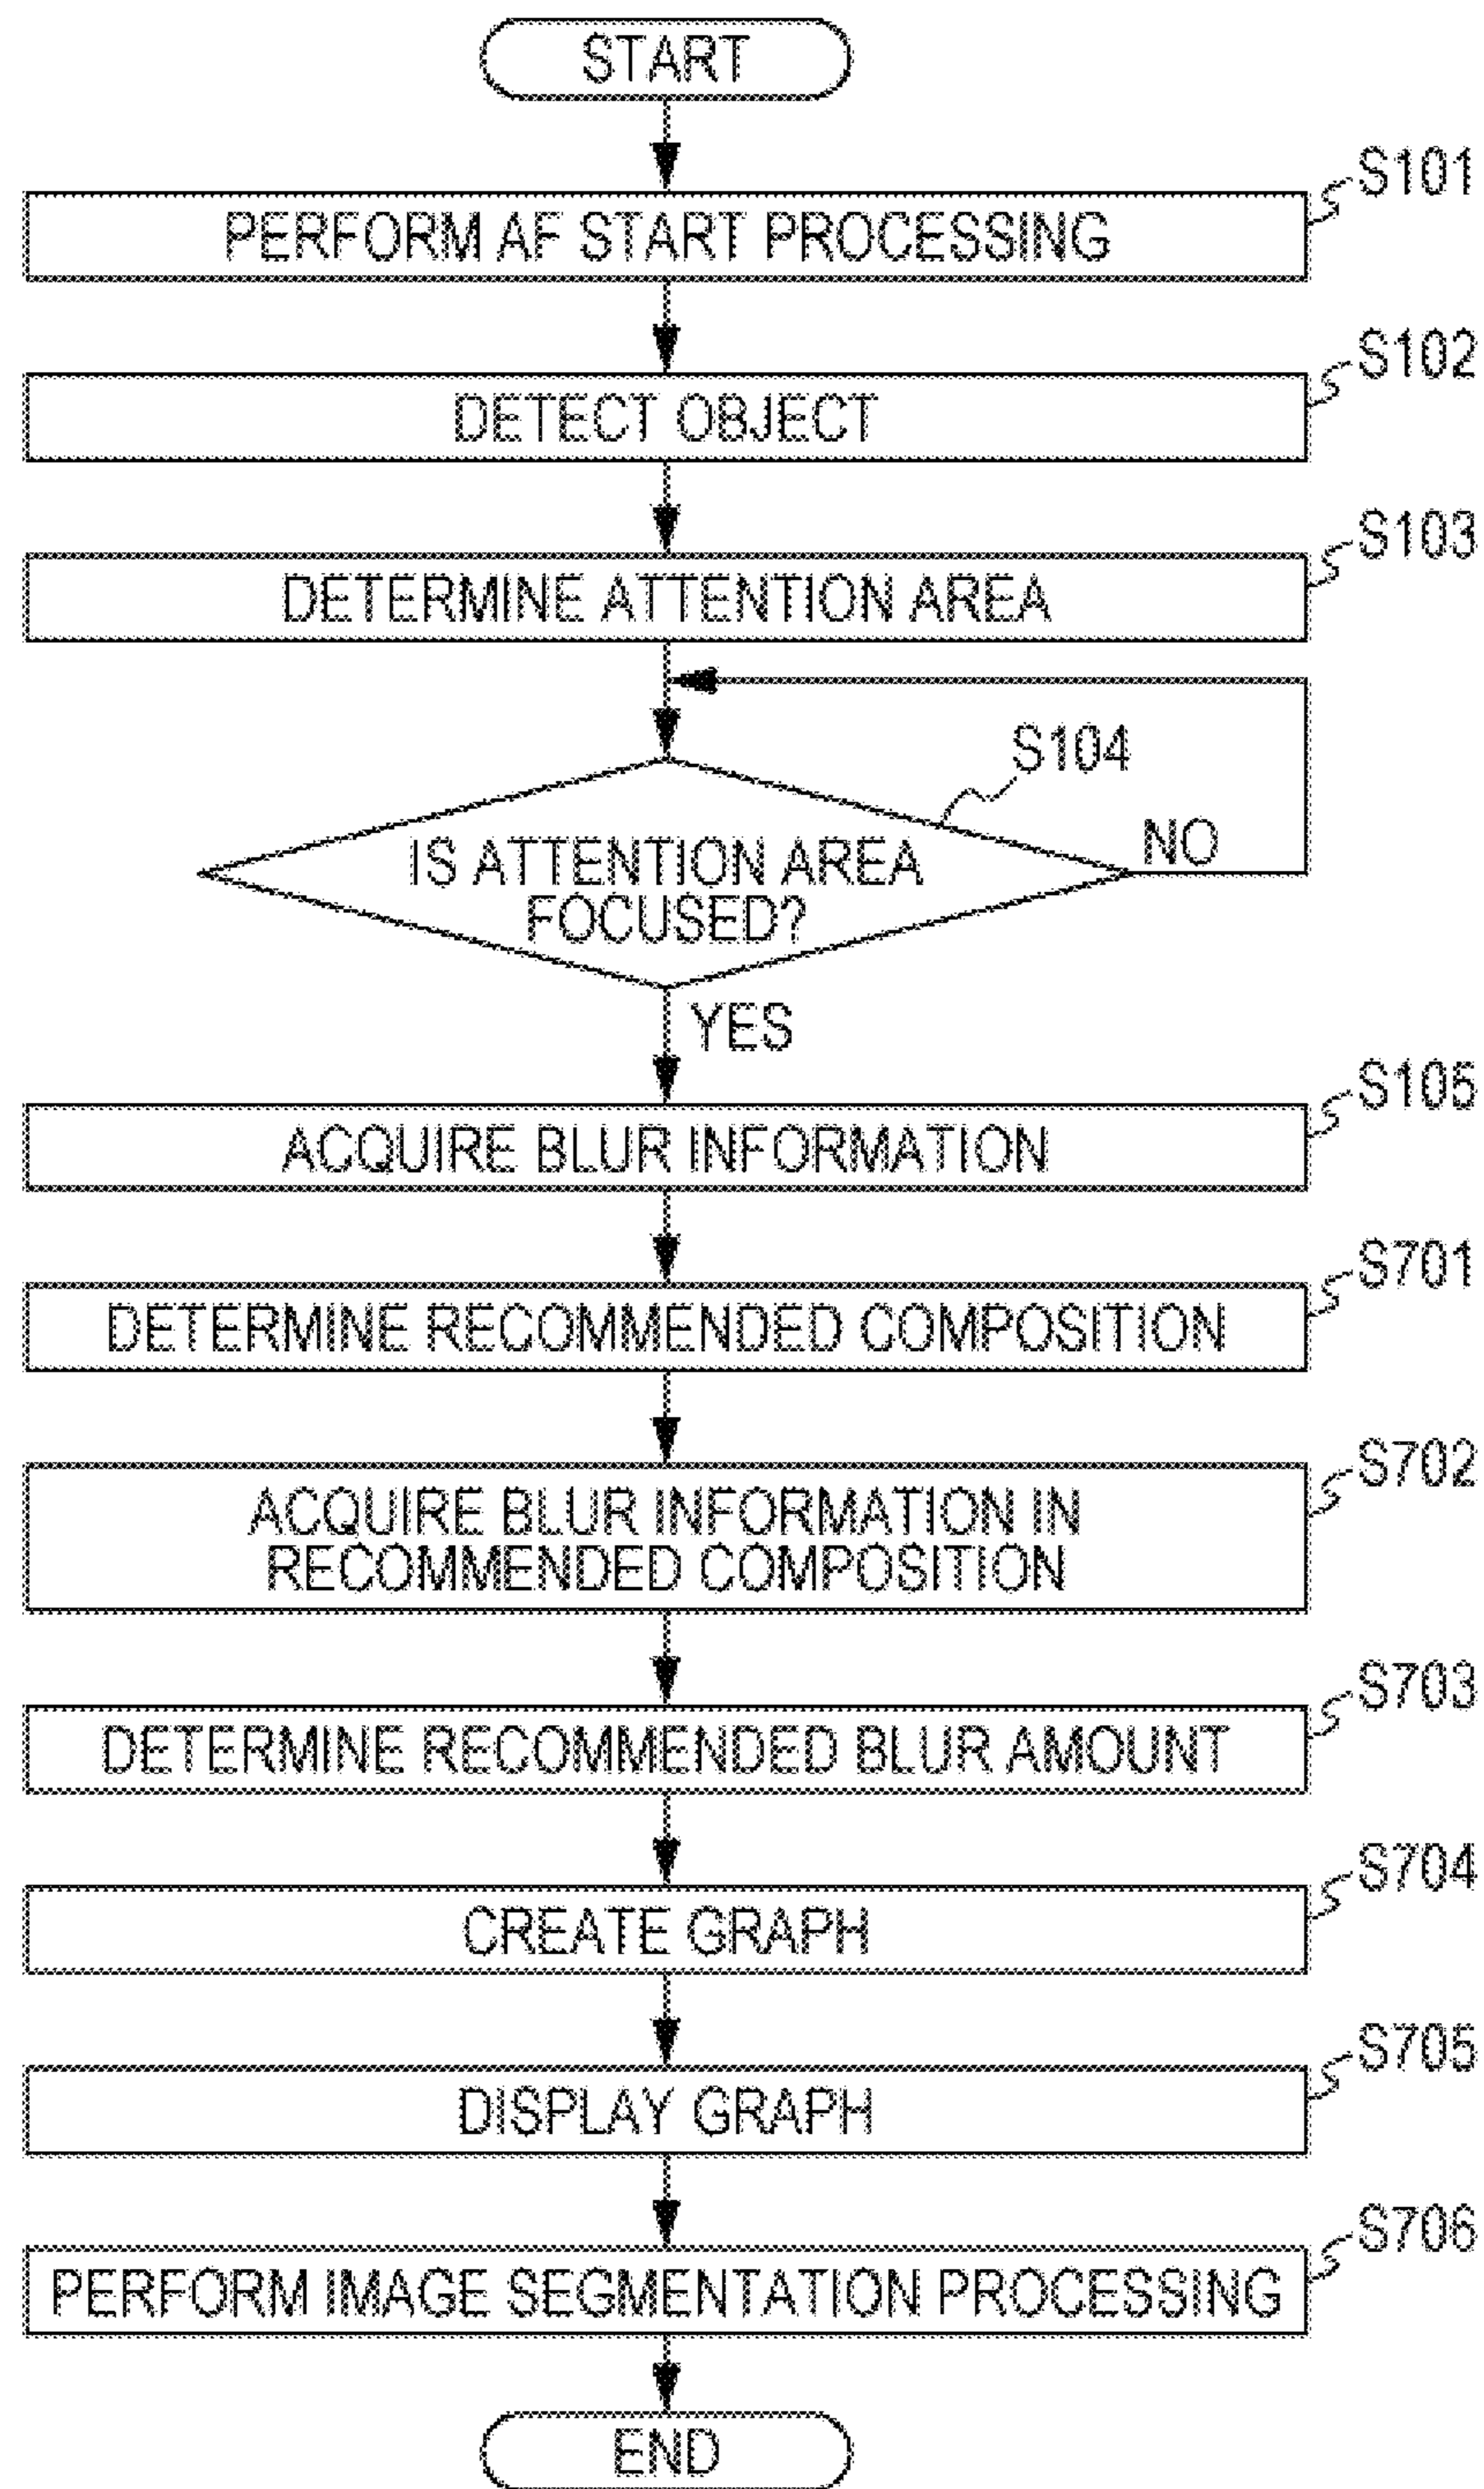 START
S101
PERFORM AF START PROCESSING
S102
DETECT OBJECT
S103
DETERMINE ATTENTION AREA
S104
IS ATTENTION AREA
FOCUSED?
NO
YES
S105
ACQUIRE BLUR INFORMATION
S701
DETERMINE RECOMMENDED COMPOSITION
S702
ACQUIRE BLUR INFORMATION IN
RECOMMENDED COMPOSITION
S703
DETERMINE RECOMMENDED BLUR AMOUNT
S704
CREATE GRAPH
S705
DISPLAY GRAPH
S706
PERFORM IMAGE SEGMENTATION PROCESSING
END